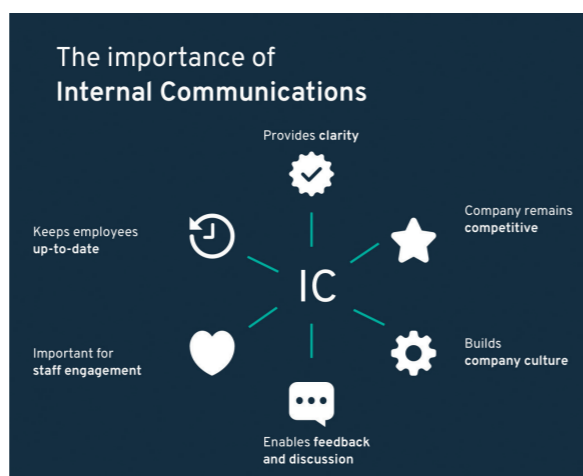 The importance of
Internal Communications
Provides clarity
Company remains
competitive
Keeps employees
up-to-date
IC
Important for
staff engagement
Builds
company culture
Enables feedback
and discussion